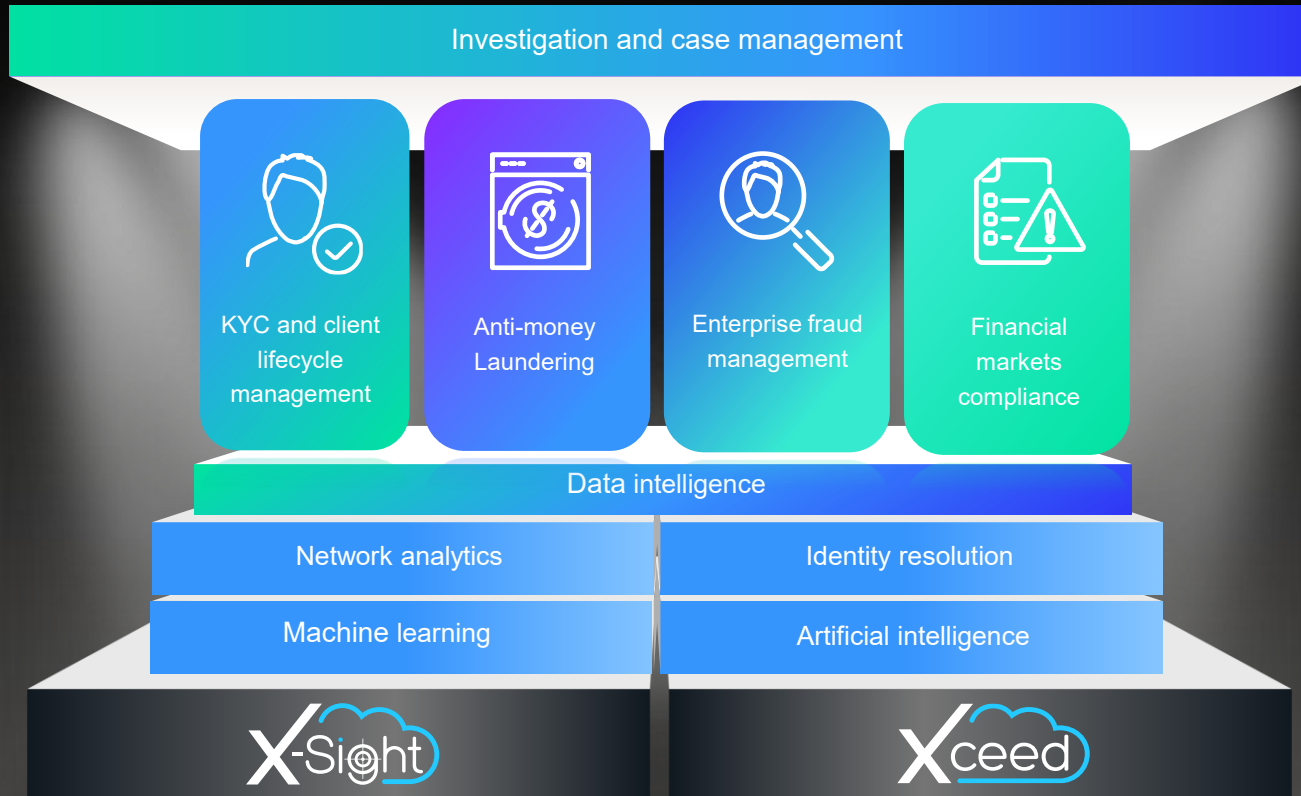 Investigation and case management
KYC and client
lifecycle
management
Anti-money
Laundering
Enterprise fraud
management
Financial
markets
compliance
Data intelligence
Network analytics
Identity resolution
Machine learning
Artificial intelligence
X-Sight
Xceed